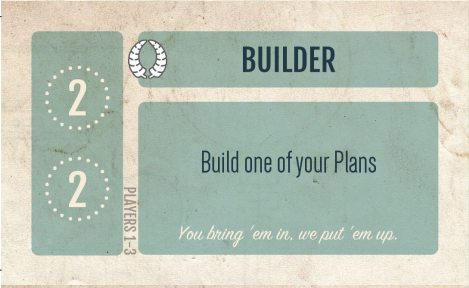 BUILDER
2
2
PLAYERS 1-3
Build one of your Plans
You bring 'em in, we put 'em up.